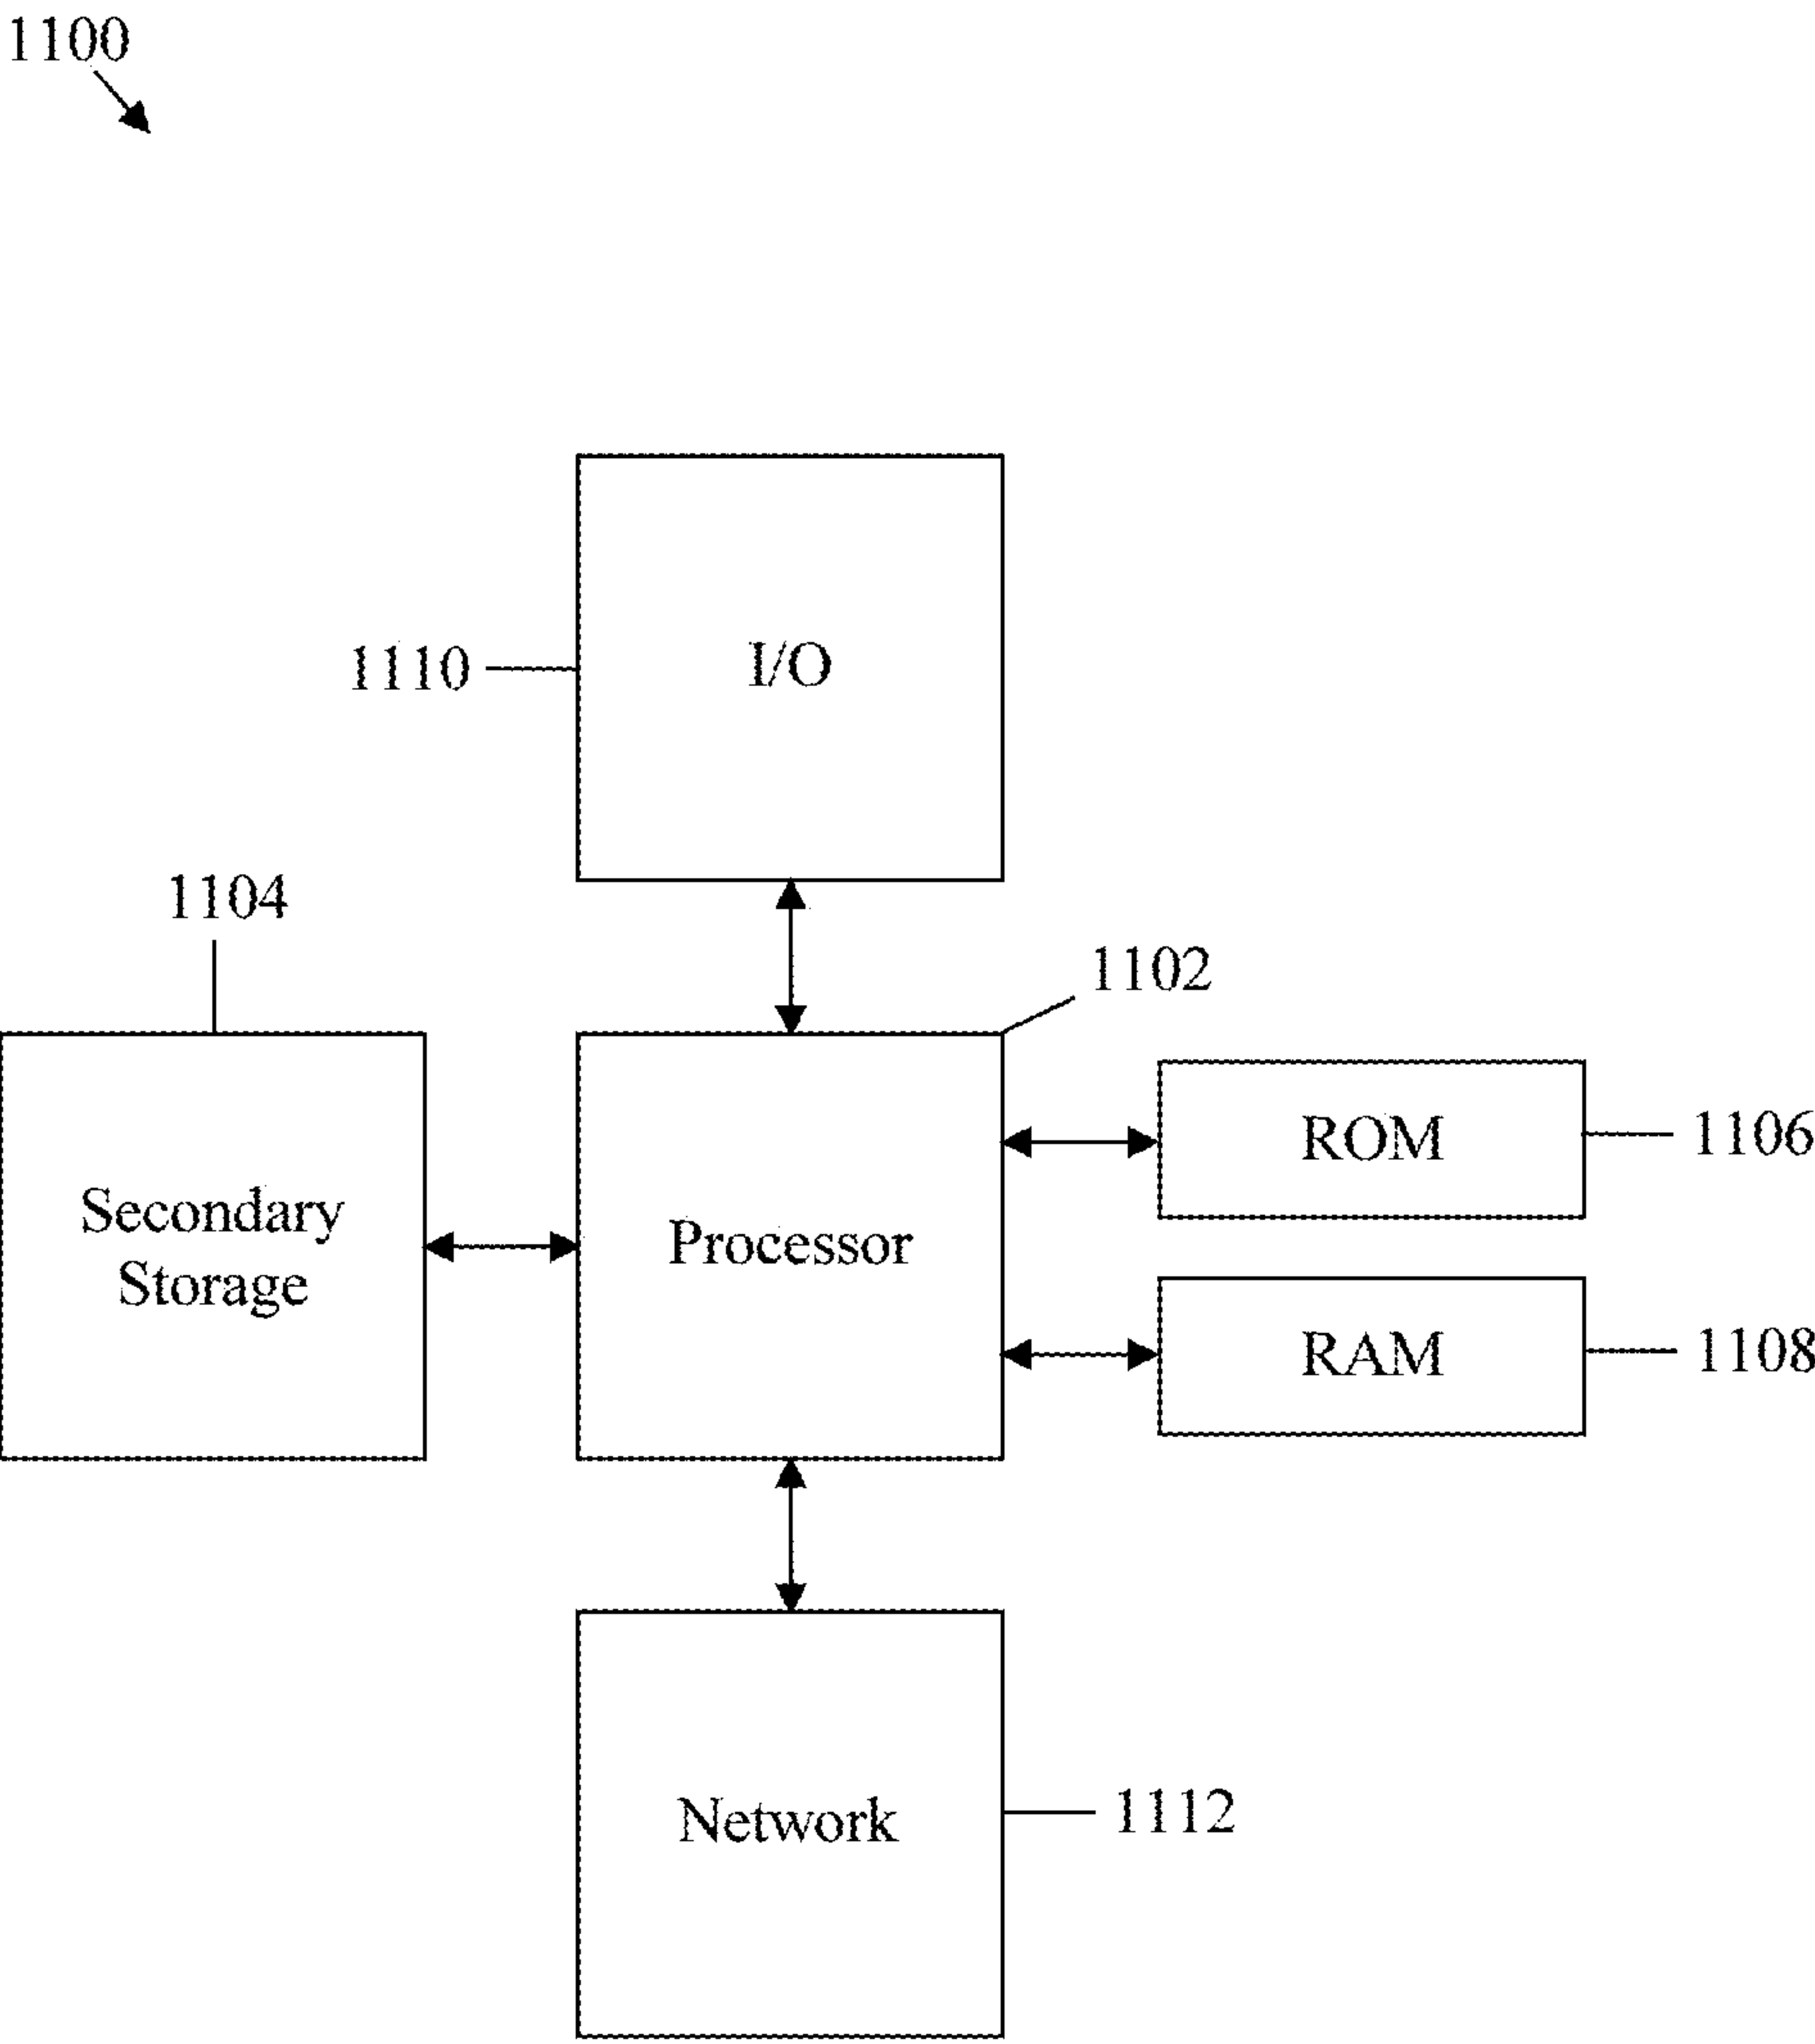 1100
I/O
1110
1104
1102
Secondary
Storage
Processor
ROM
1106
RAM
1108
Network
1112